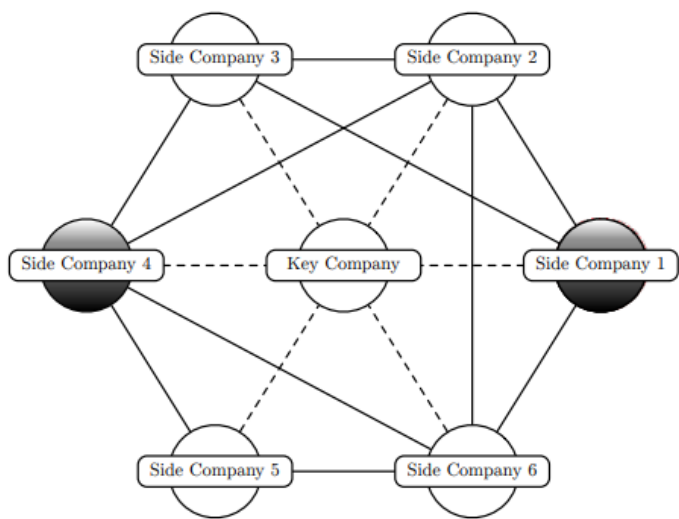 Side Company 3
Side Company 2
Side Company 4
Key Company
Side Company 1
Side Company 5
Side Company 6